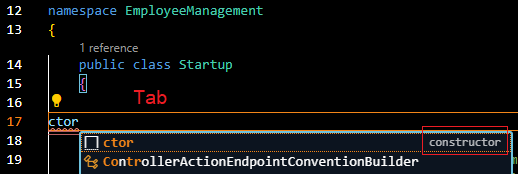 12 namespace EmployeeManagement
13 {
1 reference
14 public class Startup
15 {
Tab
16
17 ctor
18 ctor constructor
19 ControllerActionEndpointConventionBuilder